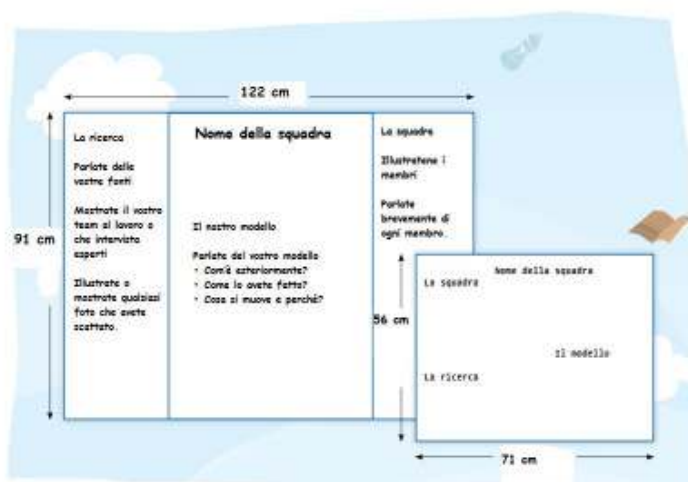 122 cm
91 cm
La ricerca
Parlate delle
vostre fonti
Mostrate il vostro
team al lavoro o
che intervista
esperti
Illustrate o
mostrate qualsiasi
foto che avete
scattato.
Nome della squadra
Il nostro modello
Parlate del vostro modello
• Com'è esteriormente?
• Come lo avete fatto?
• Cosa si muove e perché?
La squadra
Illustratene i
membri
Parlate
brevemente di
ogni membro.
56 cm
Nome della squadra
La squadra
Il modello
La ricerca
71 cm